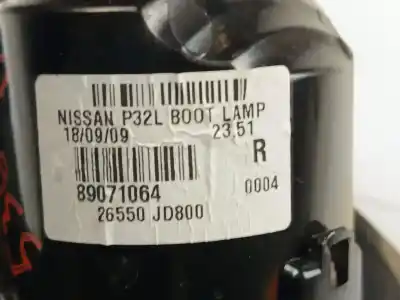 NISSAN P32L BOOT LAMP
18/09/09 23.51
R
89071064 0004
26550 JD800